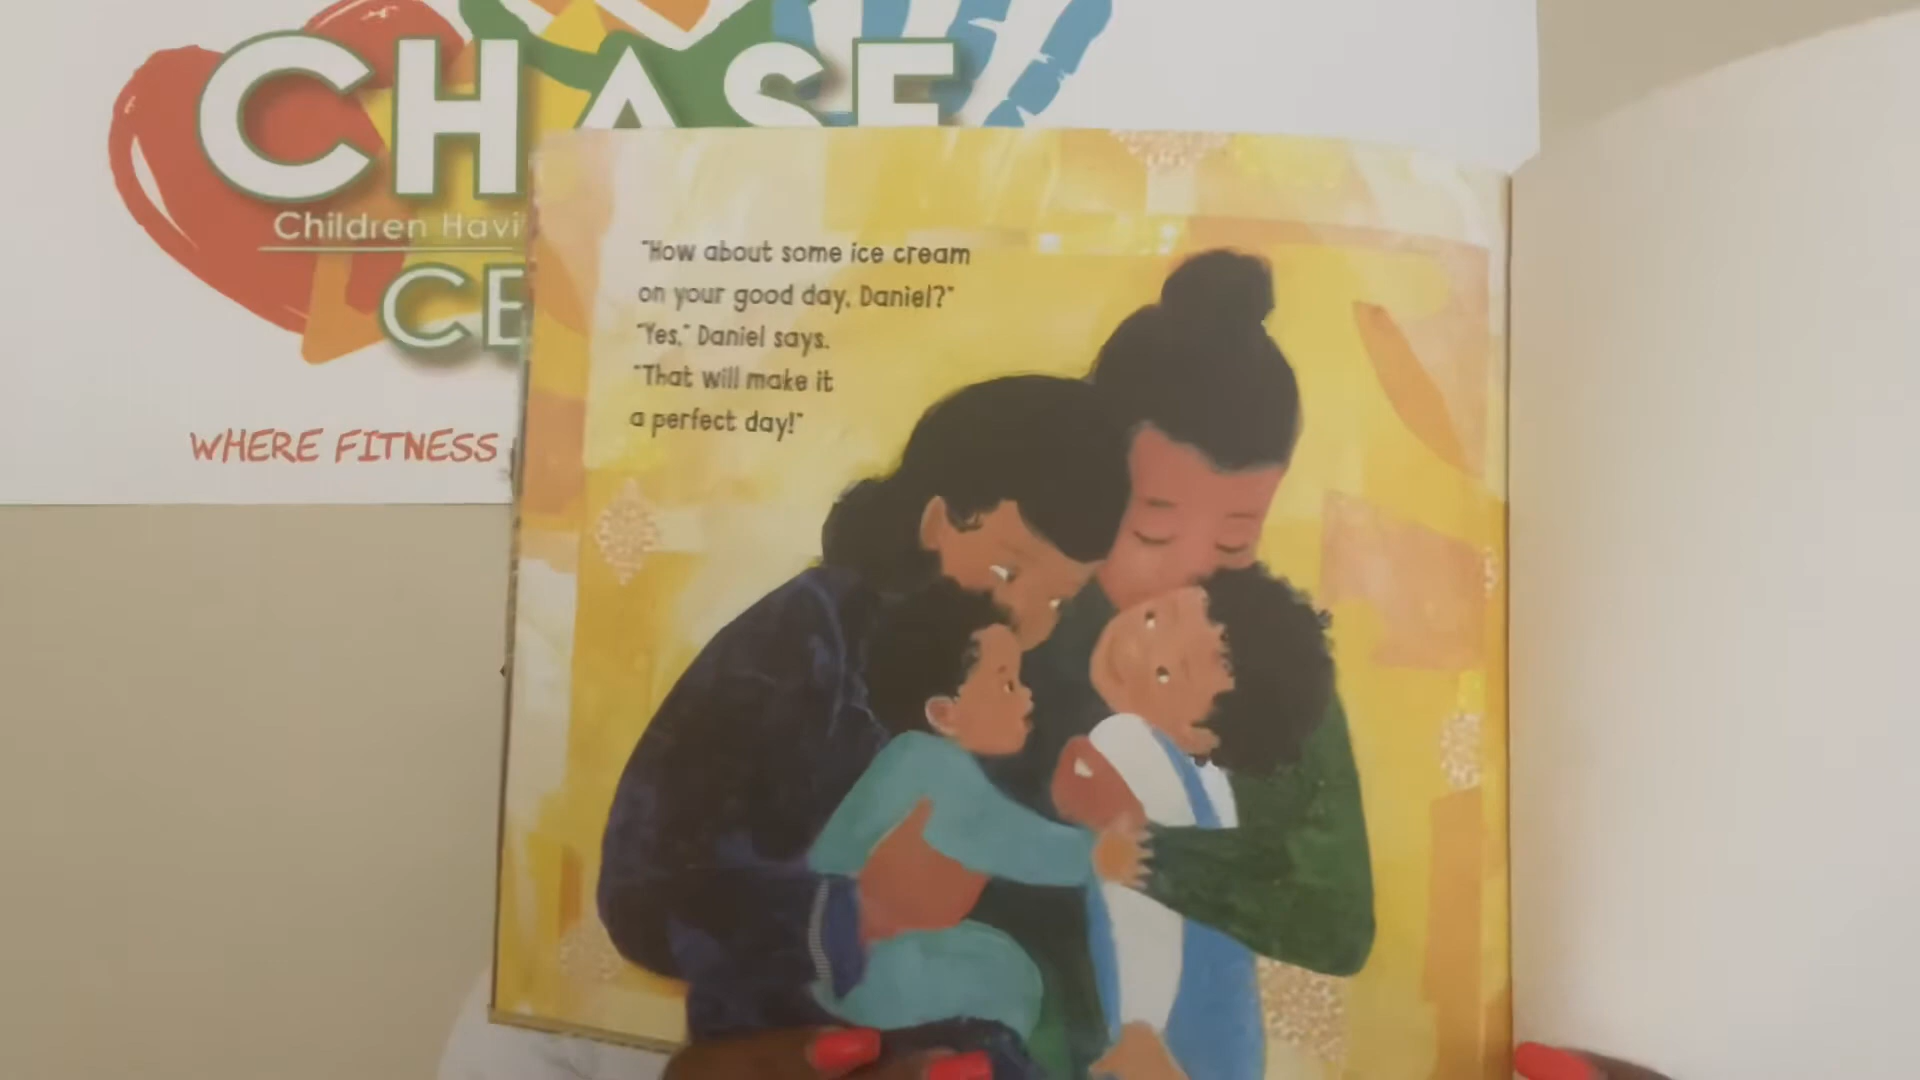 CHASE
Children Havi
CE
WHERE FITNESS
"How about some ice cream
on your good day, Daniel?"
"Yes," Daniel says.
"That will make it
a perfect day!"